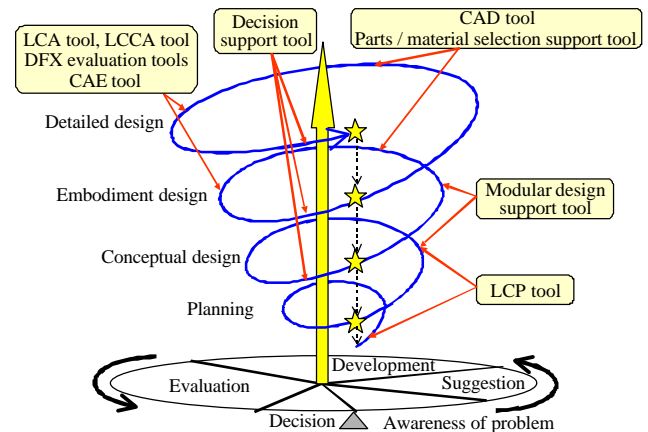 LCA tool, LCCA tool
DFX evaluation tools
CAE tool
Decision
support tool
CAD tool
Parts / material selection support tool
Detailed design
Embodiment design
Modular design
support tool
Conceptual design
LCP tool
Planning
Development
Evaluation
Suggestion
Decision
Awareness of problem